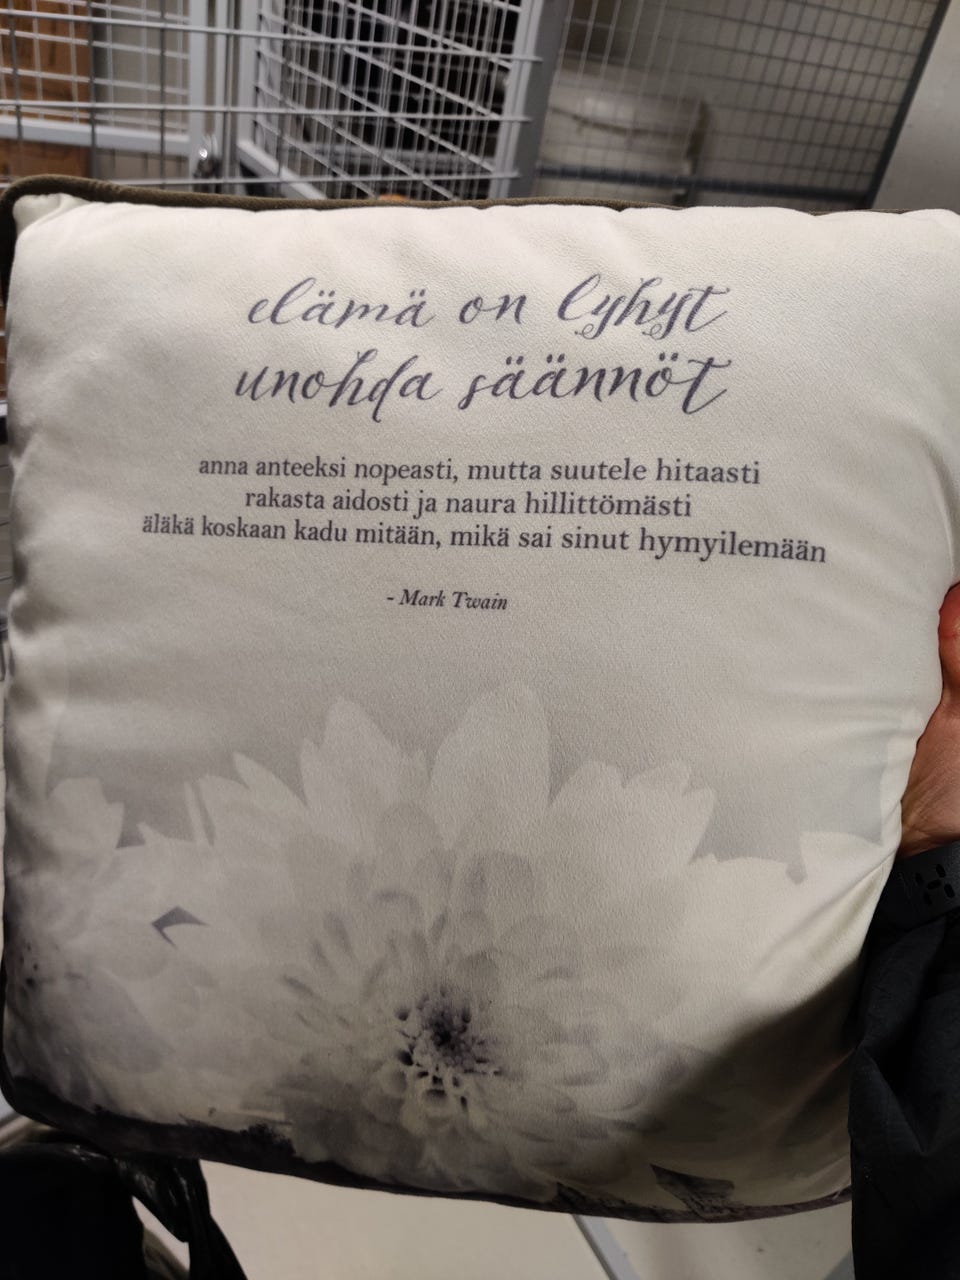 elämä on lyhyt
unohda säännöt
anna anteeksi nopeasti, mutta suutele hitaasti
rakasta aidosti ja naura hillittömästi
äläkä koskaan kadu mitään, mikä sai sinut hymyilemään
- Mark Twain